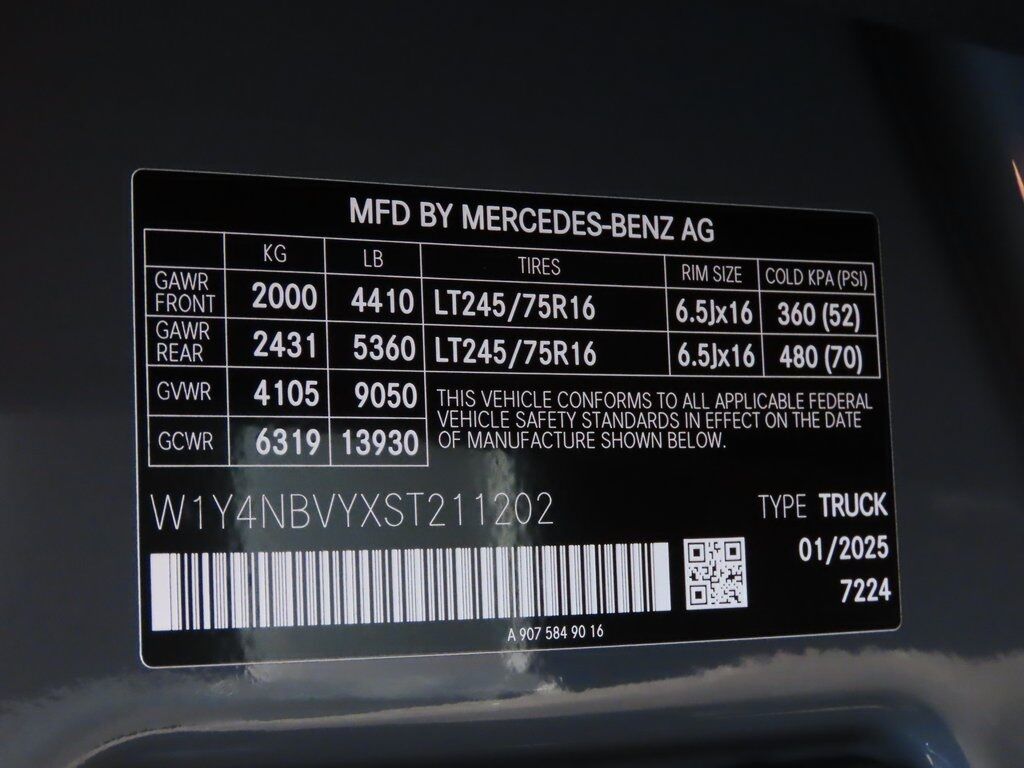 MFD BY MERCEDES-BENZ AG
KG LB TIRES RIM SIZE COLD KPA (PSI)
GAWR FRONT 2000 4410 LT245/75R16 6.5Jx16 360 (52)
GAWR REAR 2431 5360 LT245/75R16 6.5Jx16 480 (70)
GVWR 4105 9050
GCWR 6319 13930
THIS VEHICLE CONFORMS TO ALL APPLICABLE FEDERAL
VEHICLE SAFETY STANDARDS IN EFFECT ON THE DATE
OF MANUFACTURE SHOWN BELOW.
W1Y4NBVYXST211202
TYPE TRUCK
01/2025
7224
A 907 584 90 16